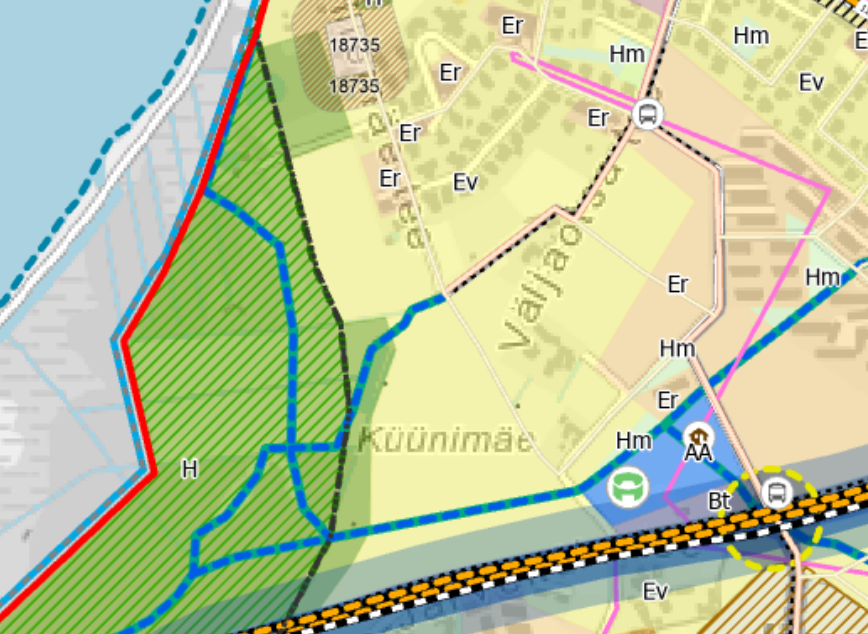 Er
Hm
Hm
18735
Er
Ev
18735
Er
Er
Er
Ev
Väljaotsa
Er
Hm
Hm
Er
Küünimäe
Hm
AA
H
Bt
Ev